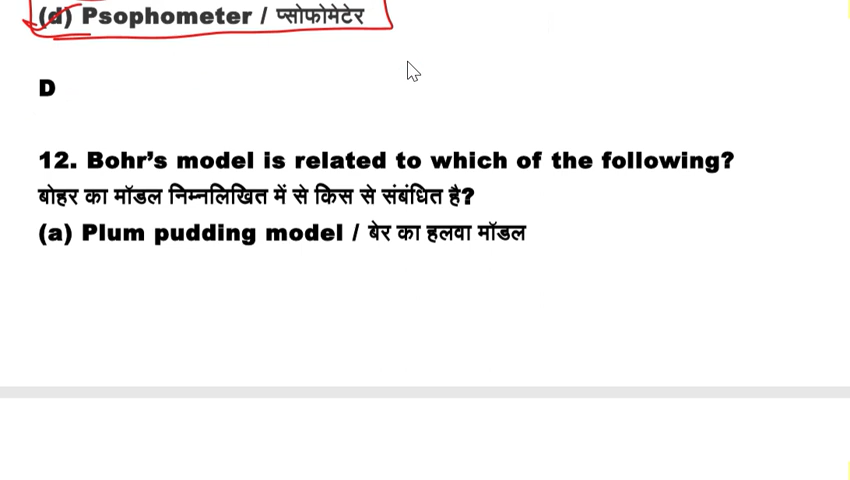 (d) Psophometer / प्सोफोमेटेर
D
12. Bohr’s model is related to which of the following?
बोहर का मॉडल निम्नलिखित में से किस से संबंधित है?
(a) Plum pudding model / बेर का हलवा मॉडल